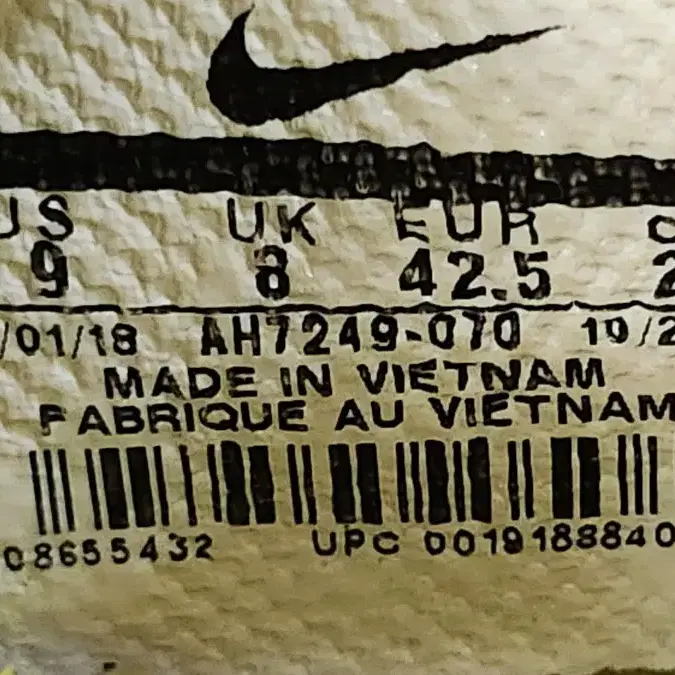 US UK EUR
9 8 42.5 2
/01/18 AH7249-070 10/2
MADE IN VIETNAM
FABRIQUE AU VIETNAM
08655432 UPC 0019188840